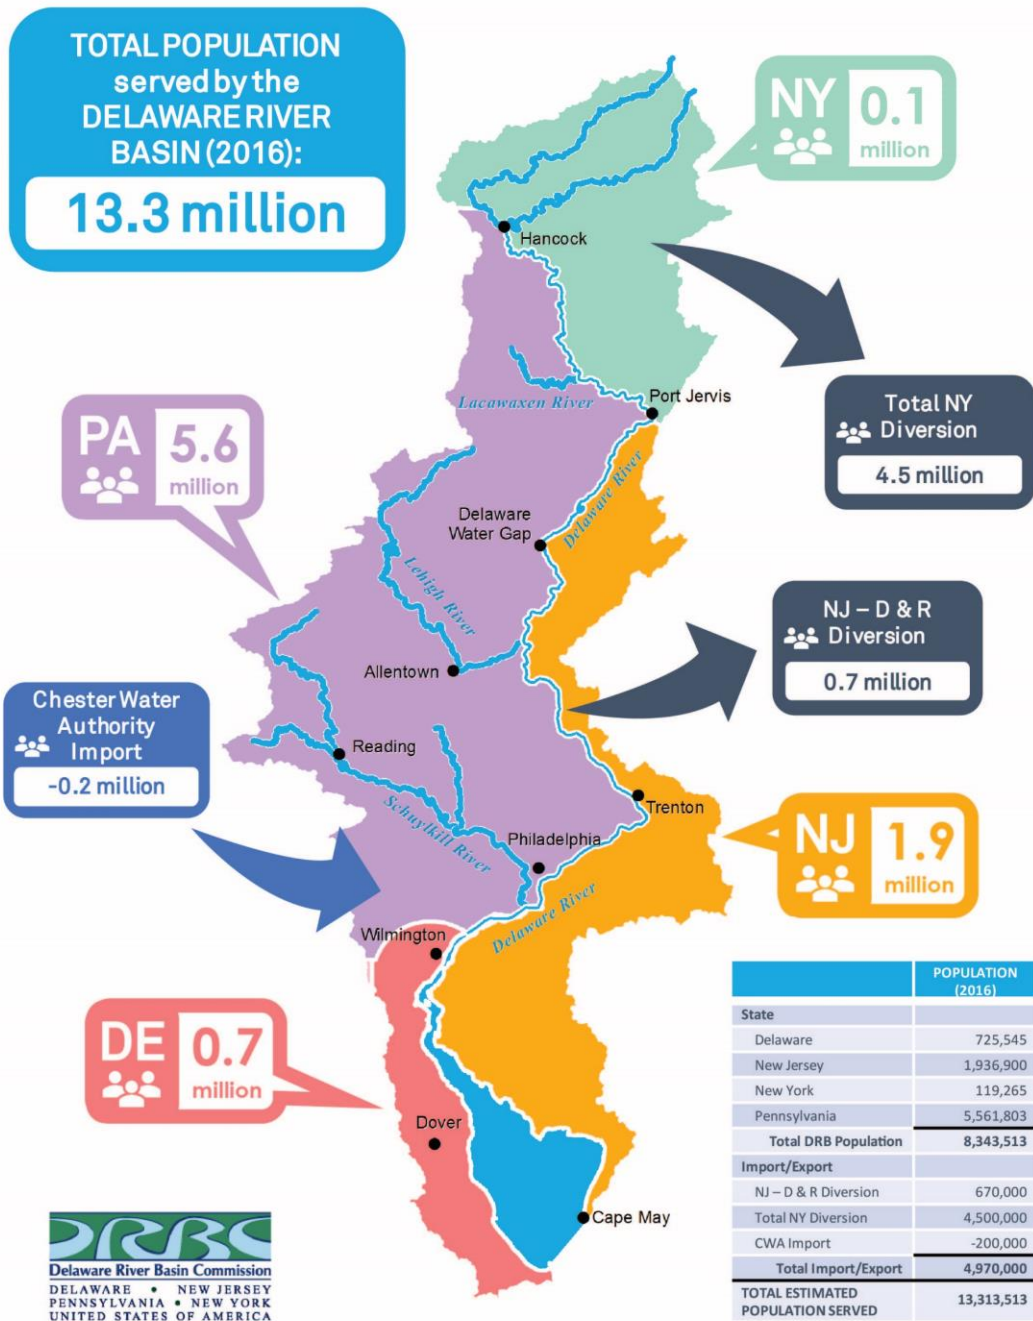 TOTAL POPULATION
served by the
DELAWARE RIVER
BASIN (2016):
13.3 million
NY
0.1
million
Hancock
Total NY
Diversion
4.5 million
Port Jervis
Lacawaxen River
PA
5.6
million
Delaware River
Delaware
Water Gap
Lehigh River
NJ – D & R
Diversion
0.7 million
Allentown
Chester Water
Authority
Import
-0.2 million
Reading
Trenton
Schuylkill River
Philadelphia
NJ
1.9
million
Delaware River
Wilmington
DE
0.7
million
Dover
Cape May
POPULATION
(2016)
State
Delaware 725,545
New Jersey 1,936,900
New York 119,265
Pennsylvania 5,561,803
Total DRB Population 8,343,513
Import/Export
NJ – D & R Diversion 670,000
Total NY Diversion 4,500,000
CWA Import -200,000
Total Import/Export 4,970,000
TOTAL ESTIMATED
POPULATION SERVED 13,313,513
DRBC
Delaware River Basin Commission
DELAWARE • NEW JERSEY
PENNSYLVANIA • NEW YORK
UNITED STATES OF AMERICA